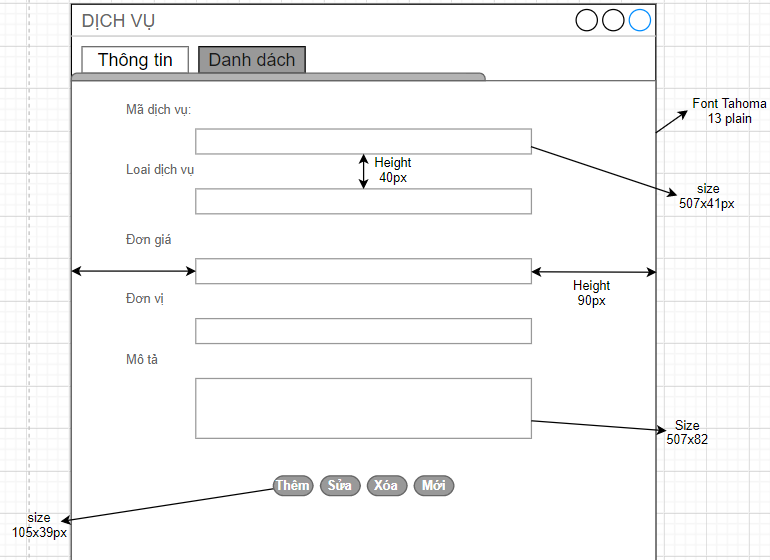 DỊCH VỤ
Thông tin
Danh dách
Mã dịch vụ:
Font Tahoma
13 plain
Height
40px
Loai dịch vụ
size
507x41px
Đơn giá
Height
90px
Đơn vị
Mô tả
Size
507x82
Thêm
Sửa
Xóa
Mới
size
105x39px